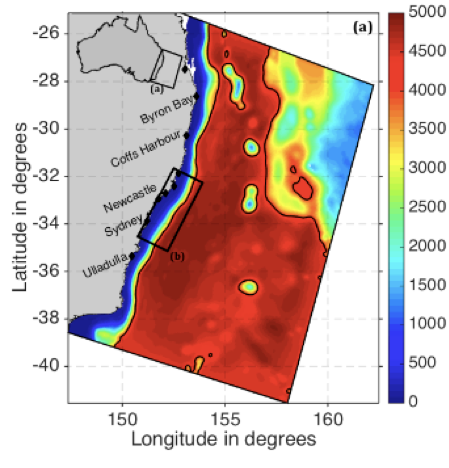 (a)
-26
-28
-30
-32
-34
-36
-38
-40
Latitude in degrees
(a)
Byron Bay
Coffs Harbour
Newcastle
Sydney
Ulladulla
(b)
150
155
160
Longitude in degrees
5000
4500
4000
3500
3000
2500
2000
1500
1000
500
0